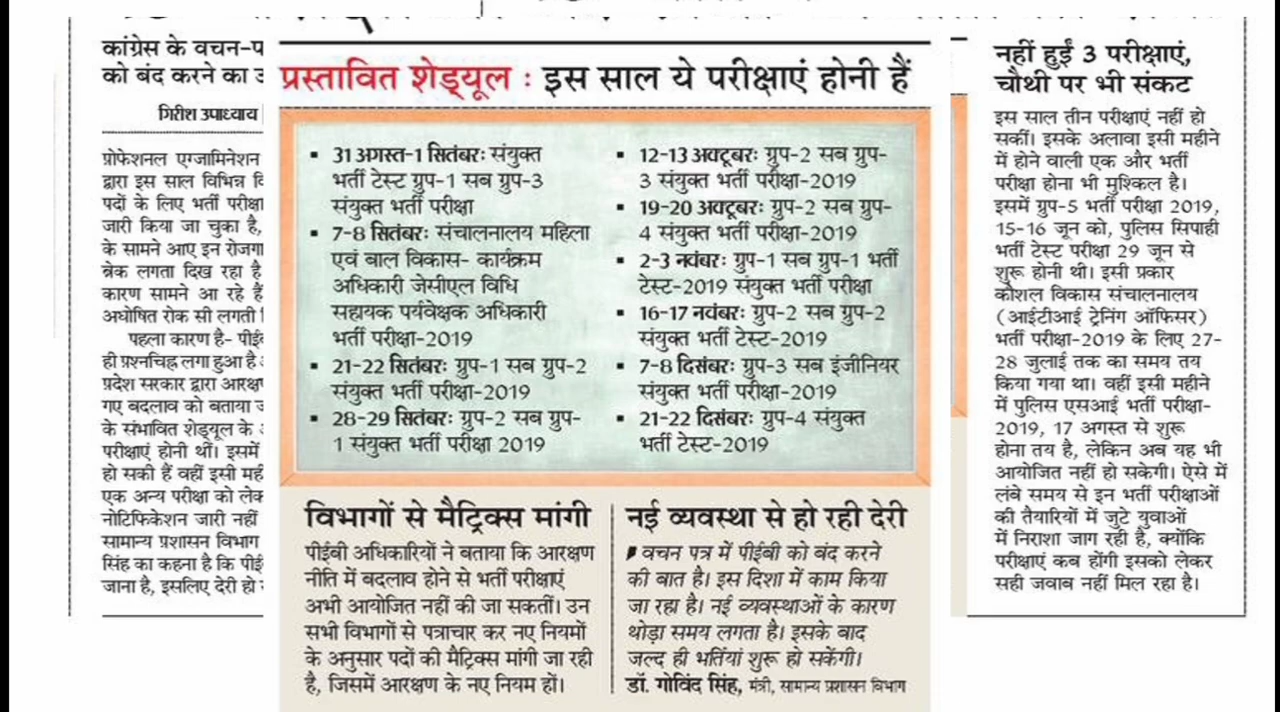 कांग्रेस के वचन-प
को बंद करने का
गिरीश उपाध्याय
प्रोफेशनल एग्जामिनेशन
द्वारा इस साल विभिन्न
पदों के लिए भर्ती परीक्षा
जारी किया जा चुका है,
के सामने आए इन रोजगा
ब्रेक लगता दिख रहा है
कारण सामने आ रहे हैं
अघोषित रोक सी लगती
पहला कारण है- पीई
ही प्रश्नचिह्न लगा हुआ है
प्रदेश सरकार द्वारा आरक्ष
गए बदलाव को बताया ज
के संभावित शेड्यूल के
परीक्षाएं होनी थीं। इसमें
हो सकी हैं वहीं इसी मही
एक अन्य परीक्षा को लेक
नोटिफिकेशन जारी नहीं
सामान्य प्रशासन विभाग
सिंह का कहना है कि पीई
जाना है, इसलिए देरी हो
प्रस्तावित शेड्यूल : इस साल ये परीक्षाएं होनी हैं
▪ 31 अगस्त-1 सितंबरः संयुक्त
भर्ती टेस्ट ग्रुप-1 सब ग्रुप-3
संयुक्त भर्ती परीक्षा
▪ 7-8 सितंबरः संचालनालय महिला
एवं बाल विकास- कार्यक्रम
अधिकारी जेसीएल विधि
सहायक पर्यवेक्षक अधिकारी
भर्ती परीक्षा-2019
▪ 21-22 सितंबरः ग्रुप-1 सब ग्रुप-2
संयुक्त भर्ती परीक्षा-2019
▪ 28-29 सितंबरः ग्रुप-2 सब ग्रुप-
1 संयुक्त भर्ती परीक्षा 2019
▪ 12-13 अक्टूबरः ग्रुप-2 सब ग्रुप-
3 संयुक्त भर्ती परीक्षा-2019
▪ 19-20 अक्टूबरः ग्रुप-2 सब ग्रुप-
4 संयुक्त भर्ती परीक्षा-2019
▪ 2-3 नवंबरः ग्रुप-1 सब ग्रुप-1 भर्ती
टेस्ट-2019 संयुक्त भर्ती परीक्षा
▪ 16-17 नवंबरः ग्रुप-2 सब ग्रुप-2
संयुक्त भर्ती टेस्ट-2019
▪ 7-8 दिसंबरः ग्रुप-3 सब इंजीनियर
संयुक्त भर्ती परीक्षा-2019
▪ 21-22 दिसंबरः ग्रुप-4 संयुक्त
भर्ती टेस्ट-2019
विभागों से मैट्रिक्स मांगी
पीईबी अधिकारियों ने बताया कि आरक्षण
नीति में बदलाव होने से भर्ती परीक्षाएं
अभी आयोजित नहीं की जा सकतीं। उन
सभी विभागों से पत्राचार कर नए नियमों
के अनुसार पदों की मैट्रिक्स मांगी जा रही
है, जिसमें आरक्षण के नए नियम हों।
नई व्यवस्था से हो रही देरी
वचन पत्र में पीईबी को बंद करने
की बात है। इस दिशा में काम किया
जा रहा है। नई व्यवस्थाओं के कारण
थोड़ा समय लगता है। इसके बाद
जल्द ही भर्तियां शुरू हो सकेंगी।
डॉ. गोविंद सिंह, मंत्री, सामान्य प्रशासन विभाग
नहीं हुईं 3 परीक्षाएं,
चौथी पर भी संकट
इस साल तीन परीक्षाएं नहीं हो
सकीं। इसके अलावा इसी महीने
में होने वाली एक और भर्ती
परीक्षा होना भी मुश्किल है।
इसमें ग्रुप-5 भर्ती परीक्षा 2019,
15-16 जून को, पुलिस सिपाही
भर्ती टेस्ट परीक्षा 29 जून से
शुरू होनी थी। इसी प्रकार
कौशल विकास संचालनालय
(आईटीआई ट्रेनिंग ऑफिसर)
भर्ती परीक्षा-2019 के लिए 27-
28 जुलाई तक का समय तय
किया गया था। वहीं इसी महीने
में पुलिस एसआई भर्ती परीक्षा-
2019, 17 अगस्त से शुरू
होना तय है, लेकिन अब यह भी
आयोजित नहीं हो सकेगी। ऐसे में
लंबे समय से इन भर्ती परीक्षाओं
की तैयारियों में जुटे युवाओं
में निराशा जाग रही है, क्योंकि
परीक्षाएं कब होंगी इसको लेकर
सही जवाब नहीं मिल रहा है।